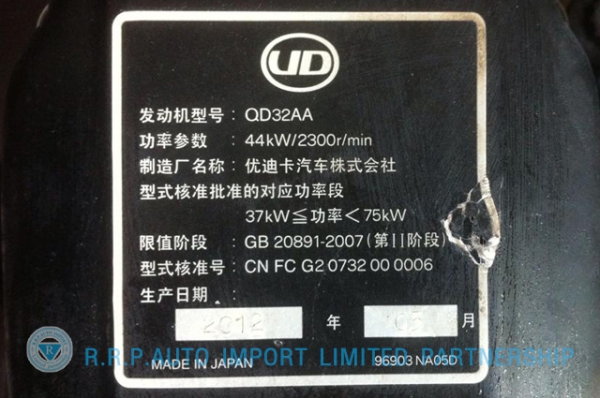 UD
发动机型号: QD32AA
功率参数: 44kW/2300r/min
制造厂名称: 优迪卡汽车株式会社
型式核准批准的对应功率段
37kW≦功率<75kW
限值阶段: GB 20891-2007(第II阶段)
型式核准号: CN FC G2 0732 00 0006
生产日期
2012 年 05 月
R.R.P AUTO IMPORT LIMITED PARTNERSHIP
MADE IN JAPAN 96903 NA05D